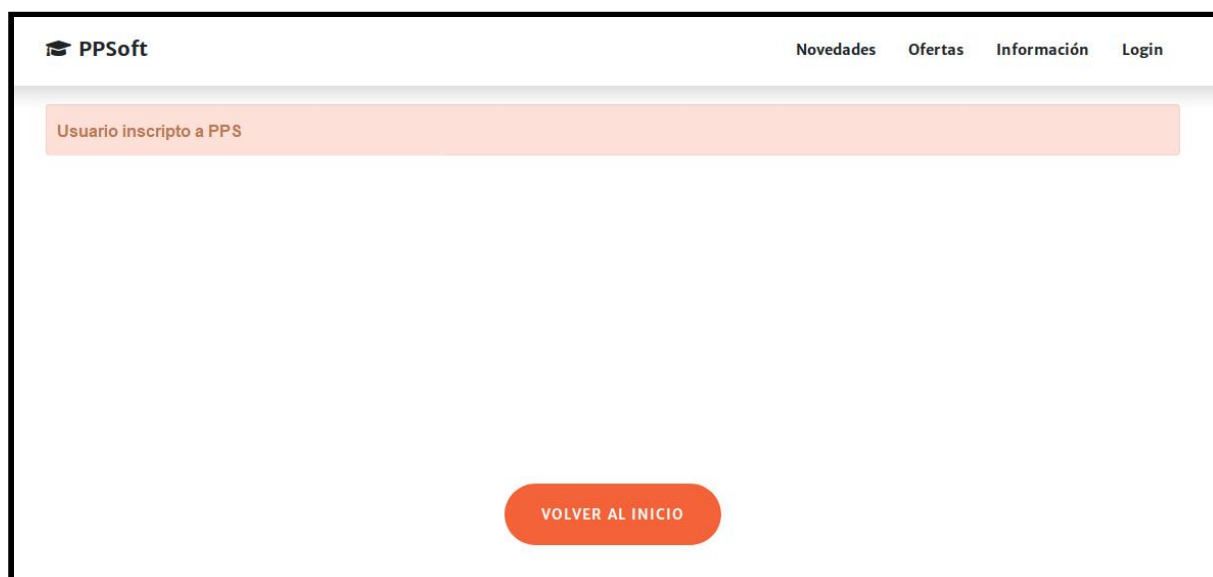 PPSoft
Novedades Ofertas Información Login
Usuario inscripto a PPS
VOLVER AL INICIO